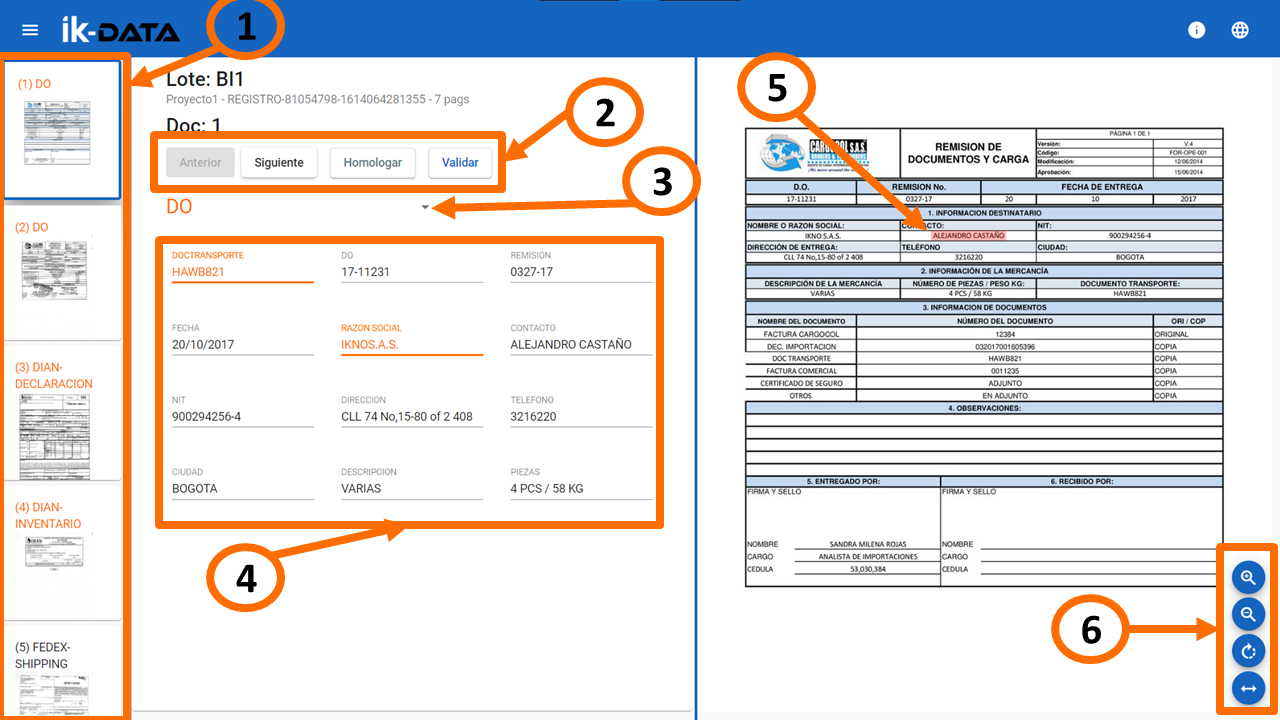 ik-DATA
1
(1) DO
(2) DO
(3) DIAN-
DECLARACION
(4) DIAN-
INVENTARIO
(5) FEDEX-
SHIPPING
Lote: BI1
Proyecto1 - REGISTRO-81054798-1614064281355 - 7 pags
Doc: 1
2
Anterior Siguiente Homologar Validar
3
DO
DOCTRANSPORTE DO REMISION
HAWB821 17-11231 0327-17
FECHA RAZON SOCIAL CONTACTO
20/10/2017 IKNOS.A.S. ALEJANDRO CASTAÑO
NIT DIRECCION TELEFONO
900294256-4 CLL 74 No,15-80 of 2 408 3216220
CIUDAD DESCRIPCION PIEZAS
BOGOTA VARIAS 4 PCS / 58 KG
4
5
CARGOCOL S.A.S.
REMISION DE
DOCUMENTOS Y CARGA
PÁGINA 1 DE 1
Versión: V.4
Código: FOR-OPE-001
Modificación: 12/06/2014
Aprobación: 15/06/2014
D.O. REMISION No. FECHA DE ENTREGA
17-11231 0327-17 20 10 2017
1. INFORMACION DESTINATARIO
NOMBRE O RAZON SOCIAL: CONTACTO: NIT:
IKNO S.A.S. ALEJANDRO CASTAÑO 900294256-4
DIRECCIÓN DE ENTREGA: TELÉFONO CIUDAD:
CLL 74 No,15-80 of 2 408 3216220 BOGOTA
2. INFORMACIÓN DE LA MERCANCÍA
DESCRIPCIÓN DE LA MERCANCÍA NÚMERO DE PIEZAS / PESO KG: DOCUMENTO TRANSPORTE:
VARIAS 4 PCS / 58 KG HAWB821
3. INFORMACION DE DOCUMENTOS
NOMBRE DEL DOCUMENTO NÚMERO DEL DOCUMENTO ORI / COP
FACTURA CARGOCOL 12384 ORIGINAL
DEC. IMPORTACION 032017001605396 COPIA
DOC TRANSPORTE HAWB821 COPIA
FACTURA COMERCIAL 0011235 COPIA
CERTIFICADO DE SEGURO ADJUNTO COPIA
OTROS EN ADJUNTO COPIA
4. OBSERVACIONES:
5. ENTREGADO POR: 6. RECIBIDO POR:
FIRMA Y SELLO FIRMA Y SELLO
NOMBRE SANDRA MILENA ROJAS NOMBRE
CARGO ANALISTA DE IMPORTACIONES CARGO
CEDULA 53,030,384 CEDULA
6